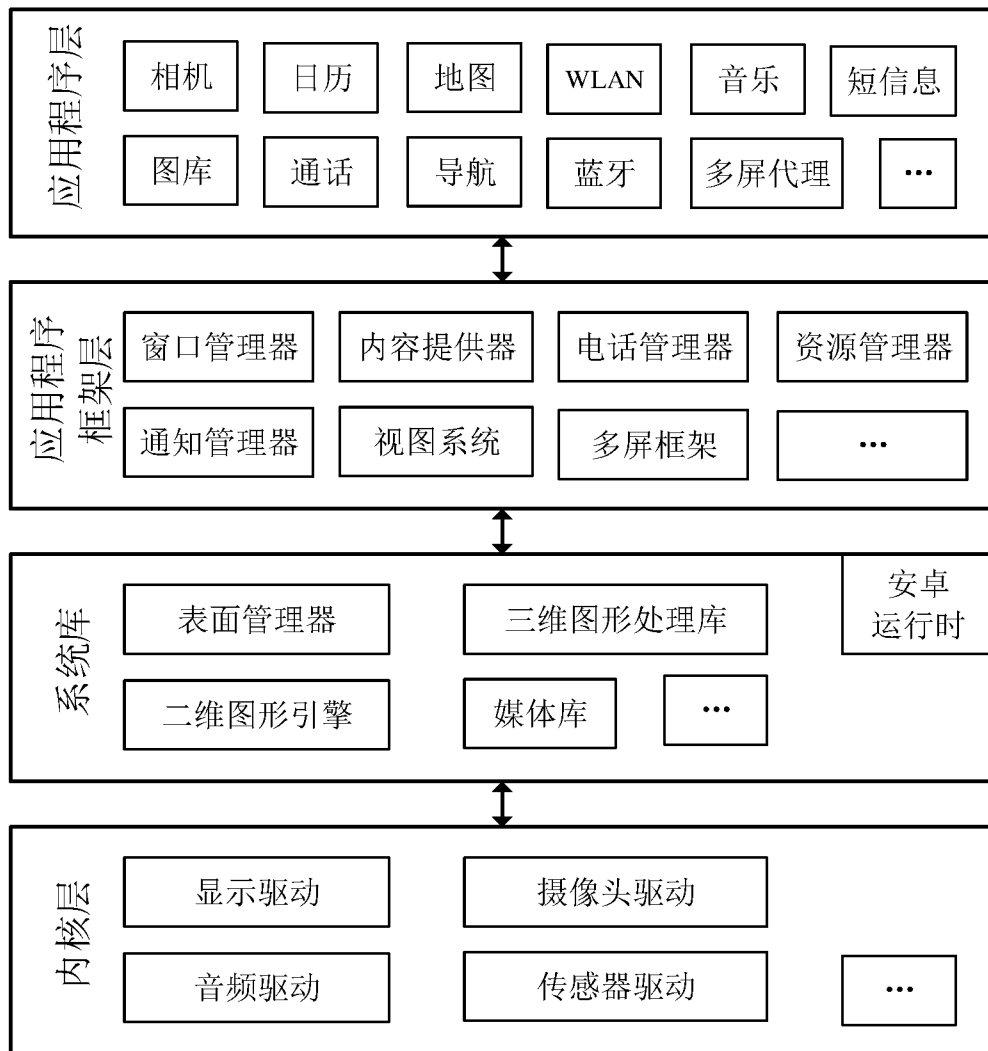 应用程序层
相机
日历
地图
WLAN
音乐
短信息
图库
通话
导航
蓝牙
多屏代理
...
应用程序
框架层
窗口管理器
内容提供器
电话管理器
资源管理器
通知管理器
视图系统
多屏框架
...
系统库
表面管理器
三维图形处理库
安卓
运行时
二维图形引擎
媒体库
...
内核层
显示驱动
摄像头驱动
音频驱动
传感器驱动
...